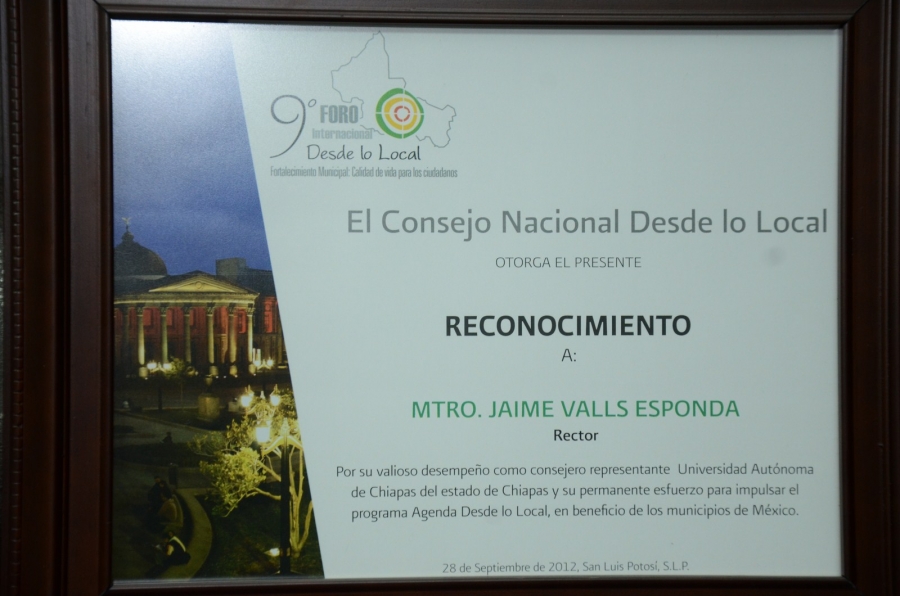 9° FORO
Internacional
Desde lo Local
Fortalecimiento Municipal: Calidad de vida para los ciudadanos
El Consejo Nacional Desde lo Local
OTORGA EL PRESENTE
RECONOCIMIENTO
A:
MTRO. JAIME VALLS ESPONDA
Rector
Por su valioso desempeño como consejero representante Universidad Autónoma
de Chiapas del estado de Chiapas y su permanente esfuerzo para impulsar el
programa Agenda Desde lo Local, en beneficio de los municipios de México.
28 de Septiembre de 2012, San Luis Potosí, S.L.P.